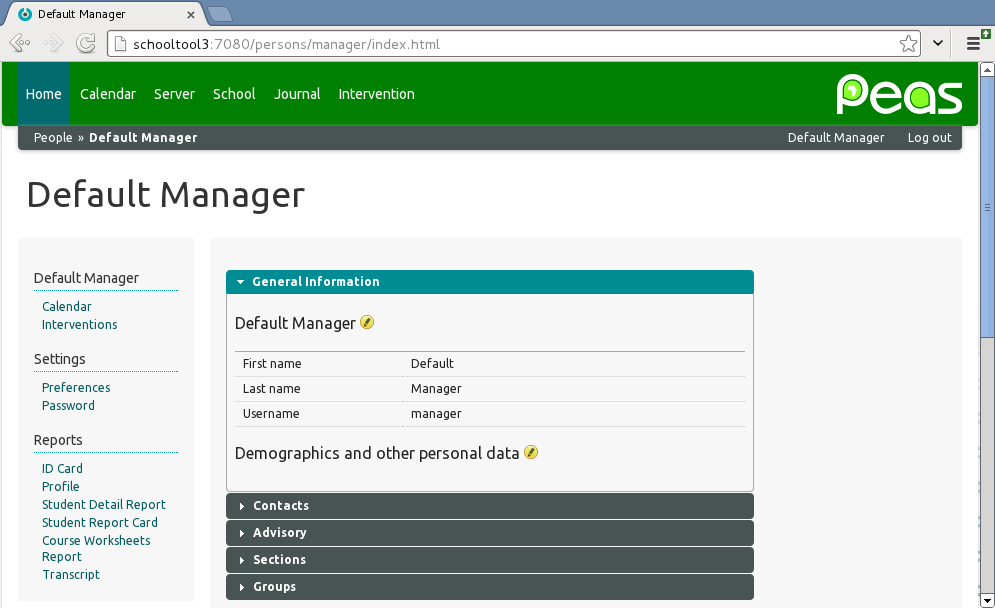 Default Manager
schooltool3:7080/persons/manager/index.html
Home Calendar Server School Journal Intervention Peas
People » Default Manager Default Manager Log out
Default Manager
Default Manager
Calendar
Interventions
Settings
Preferences
Password
Reports
ID Card
Profile
Student Detail Report
Student Report Card
Course Worksheets
Report
Transcript
General Information
Default Manager
First name Default
Last name Manager
Username manager
Demographics and other personal data
Contacts
Advisory
Sections
Groups